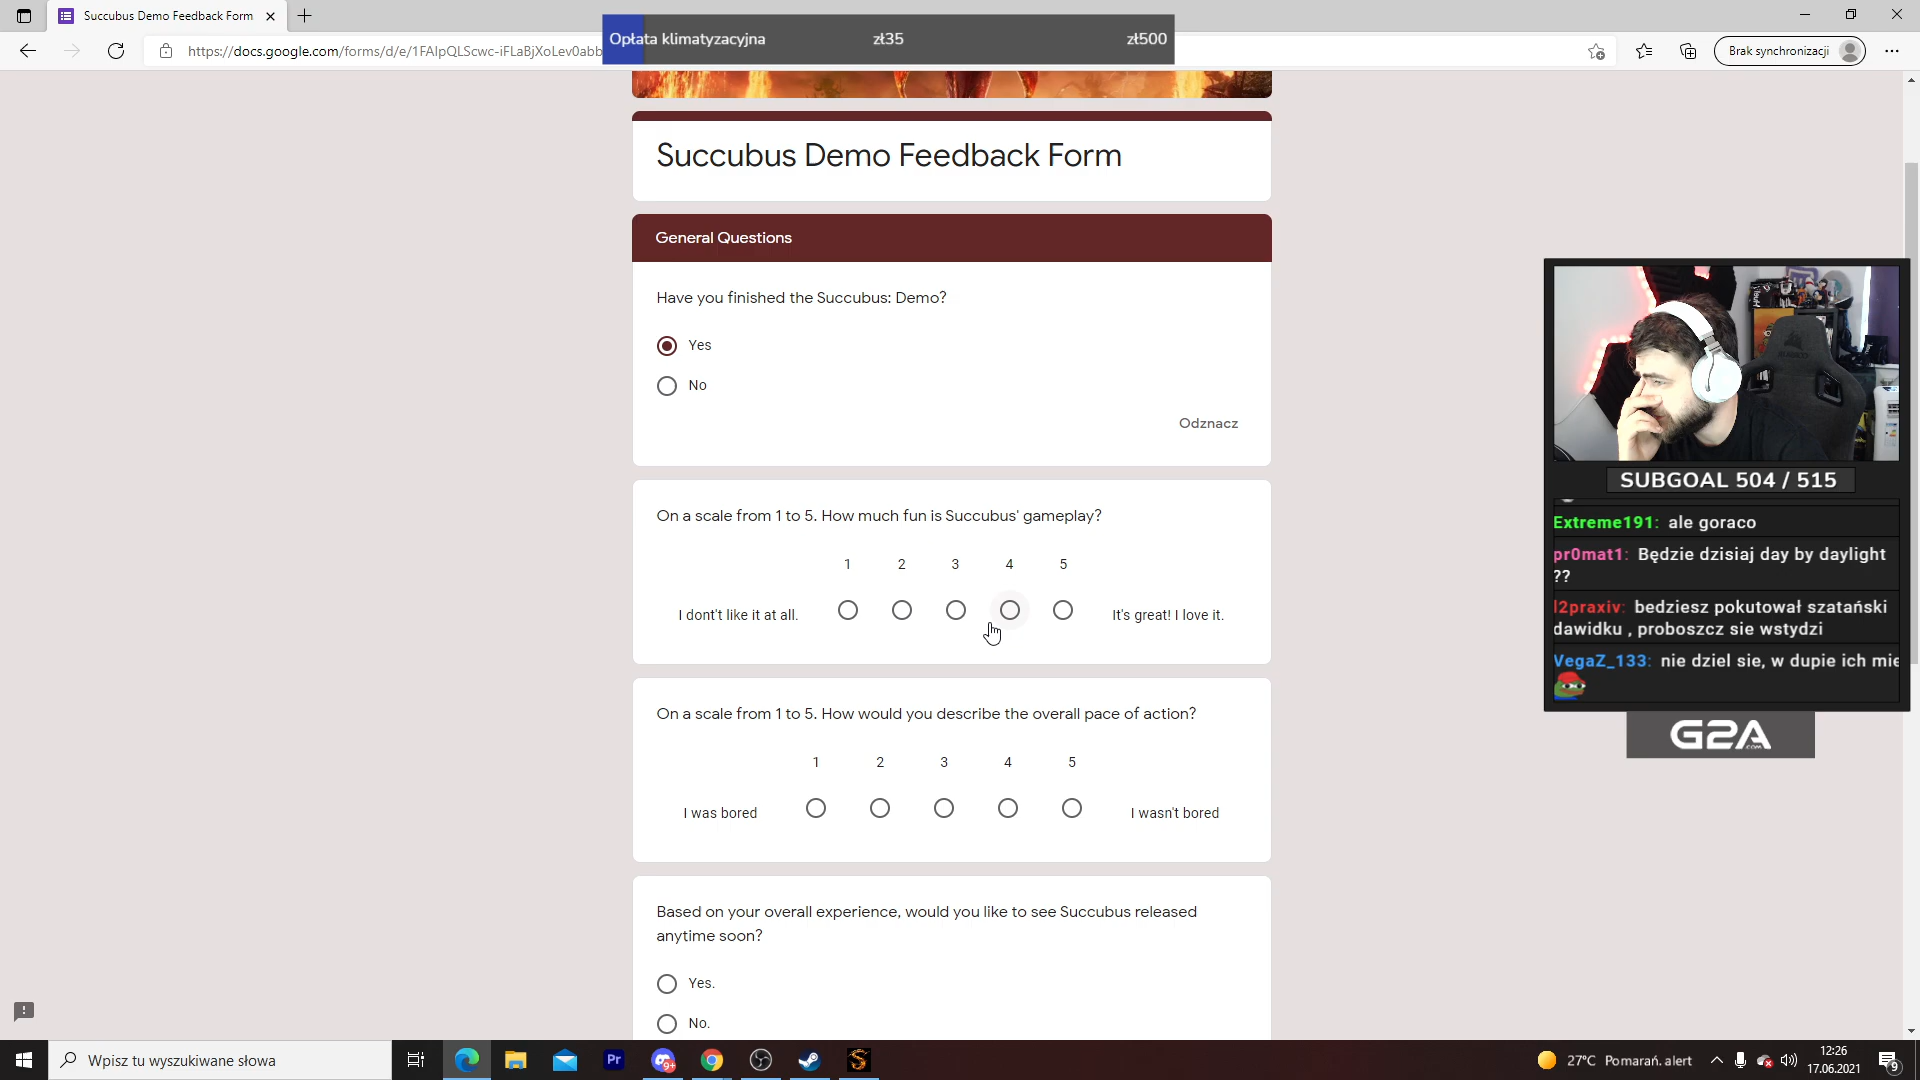 Succubus Demo Feedback Form
https://docs.google.com/forms/d/e/1FAIpQLScwc-iFLaBjXoLev0abb
Opłata klimatyzacyjna zł35 zł500
Brak synchronizacji
Succubus Demo Feedback Form
General Questions
Have you finished the Succubus: Demo?
Yes
No
Odznacz
On a scale from 1 to 5. How much fun is Succubus' gameplay?
1 2 3 4 5
I dont't like it at all. It's great! I love it.
On a scale from 1 to 5. How would you describe the overall pace of action?
1 2 3 4 5
I was bored I wasn't bored
Based on your overall experience, would you like to see Succubus released
anytime soon?
Yes.
No.
SUBGOAL 504 / 515
Extreme191: ale goraco
pr0mat1: Będzie dzisiaj day by daylight
??
l2praxiv: bedziesz pokutował szatański
dawidku , proboszcz sie wstydzi
VegaZ_133: nie dziel sie, w dupie ich mie
G2A.COM
Wpisz tu wyszukiwane słowa
Pr
9+
27°C Pomarań. alert
12:26
17.06.2021
9